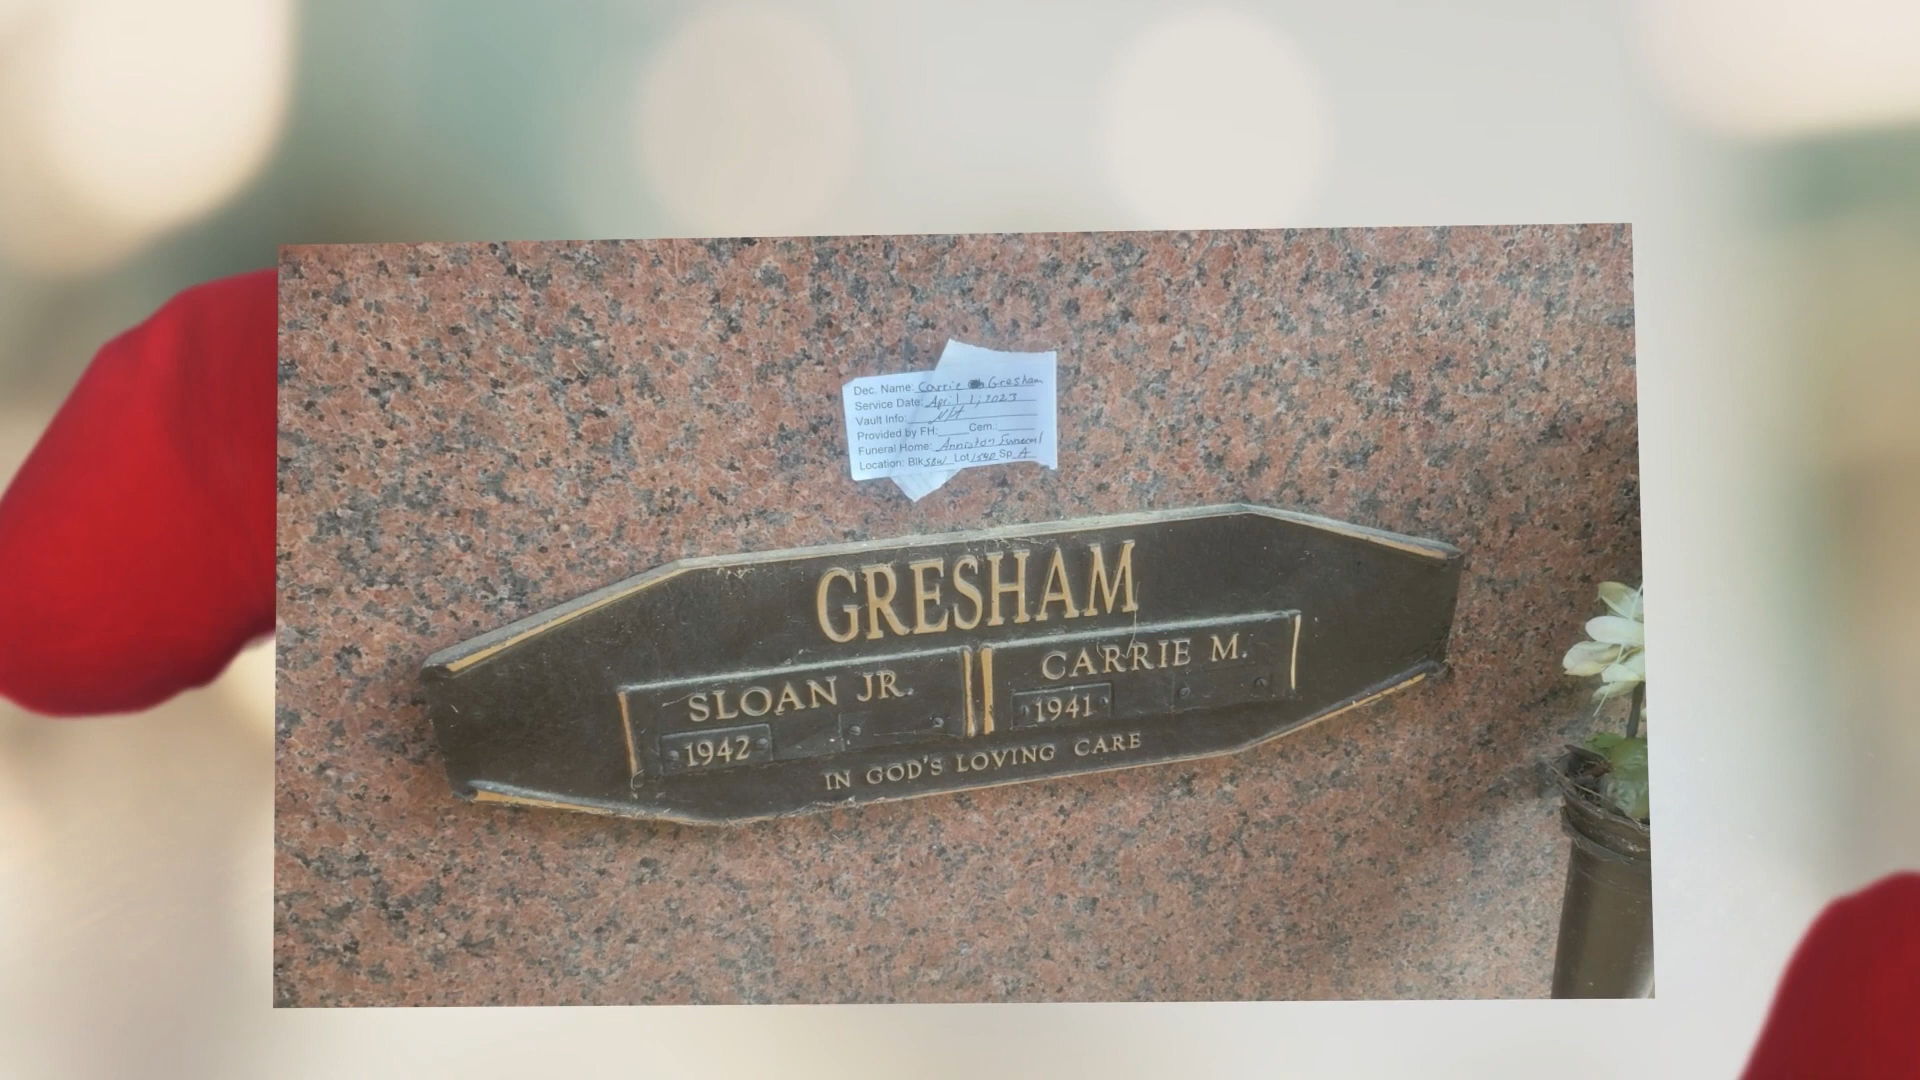 Dec. Name: Carrie Gresham
Service Date: April 1, 2023
Vault Info: N/A
Provided by FH: Cem:
Funeral Home: Anniston Funeral
Location: Blk Lot Sp. A
GRESHAM
SLOAN JR.
1942
CARRIE M.
1941
IN GOD'S LOVING CARE